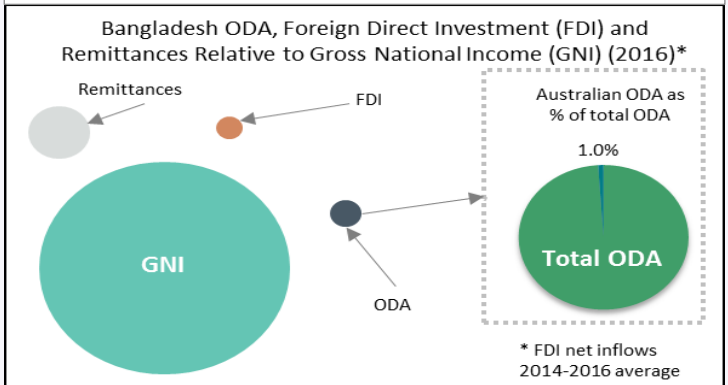 Bangladesh ODA, Foreign Direct Investment (FDI) and
Remittances Relative to Gross National Income (GNI) (2016)*
Remittances
FDI
Australian ODA as
% of total ODA
1.0%
GNI
Total ODA
ODA
* FDI net inflows
2014-2016 average